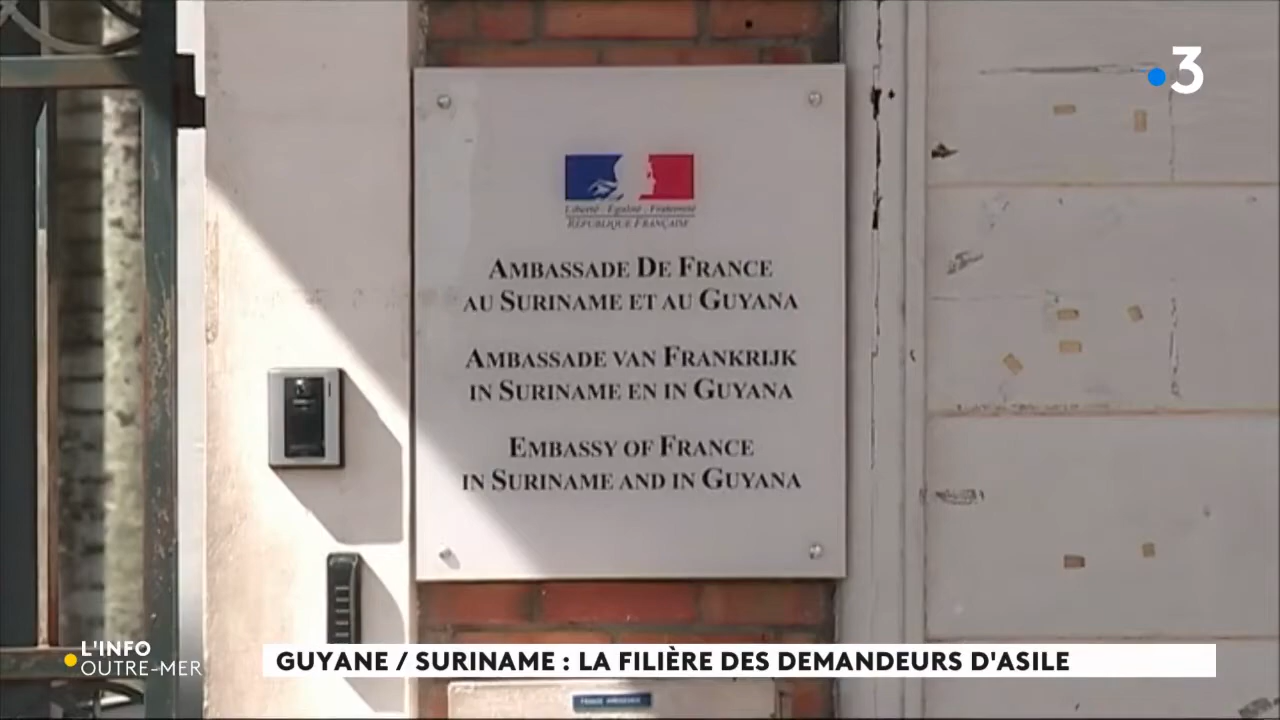 3
Liberté · Égalité · Fraternité
RÉPUBLIQUE FRANÇAISE
AMBASSADE DE FRANCE
AU SURINAME ET AU GUYANA
AMBASSADE VAN FRANKRIJK
IN SURINAME EN IN GUYANA
EMBASSY OF FRANCE
IN SURINAME AND IN GUYANA
L'INFO
OUTRE-MER
GUYANE / SURINAME : LA FILIÈRE DES DEMANDEURS D'ASILE